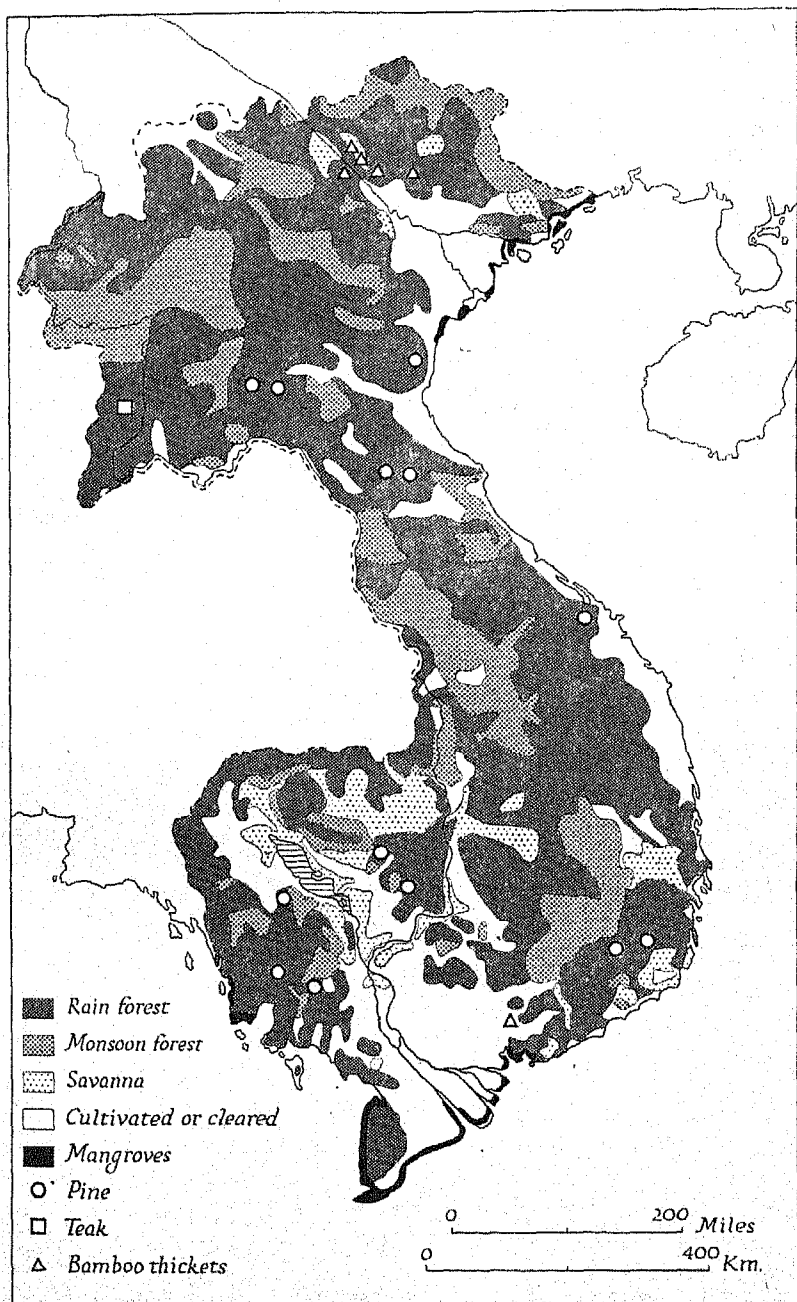 Rain forest
Monsoon forest
Savanna
Cultivated or cleared
Mangroves
Pine
Teak
Bamboo thickets
0 200 Miles
0 400 Km.